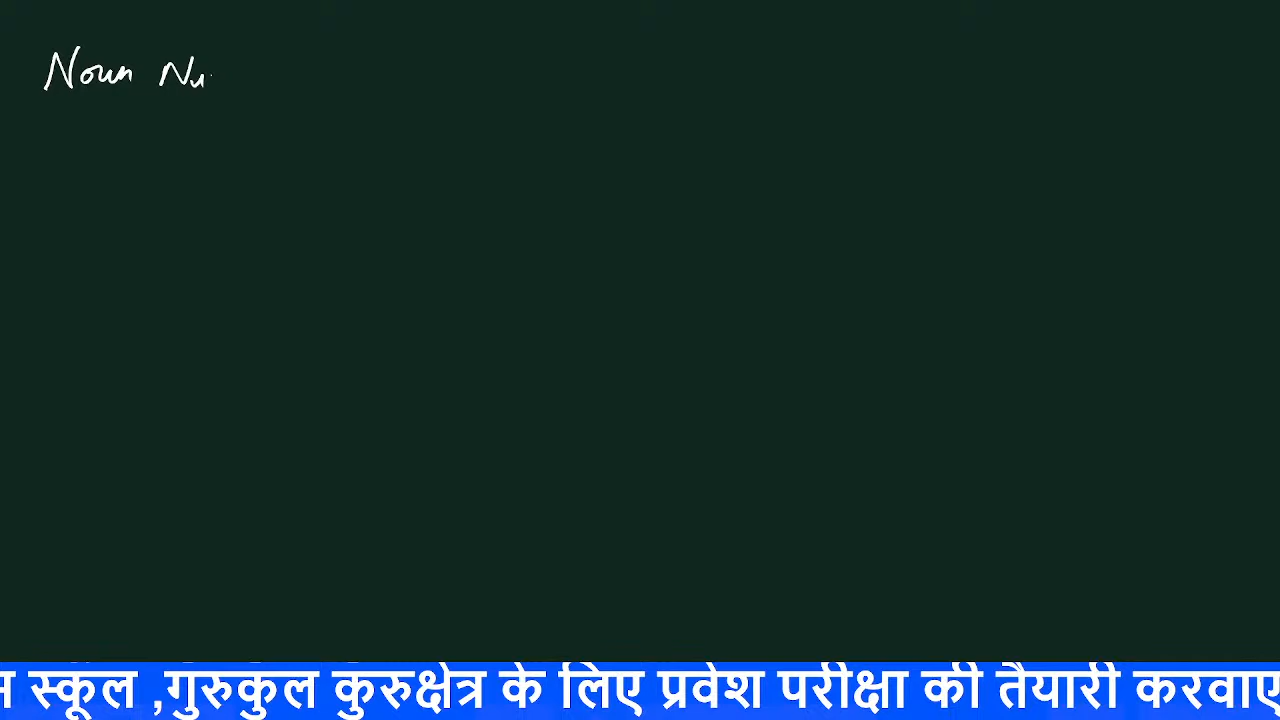 Noun Nu
स्कूल ,गुरुकुल कुरुक्षेत्र के लिए प्रवेश परीक्षा की तैयारी करवाए